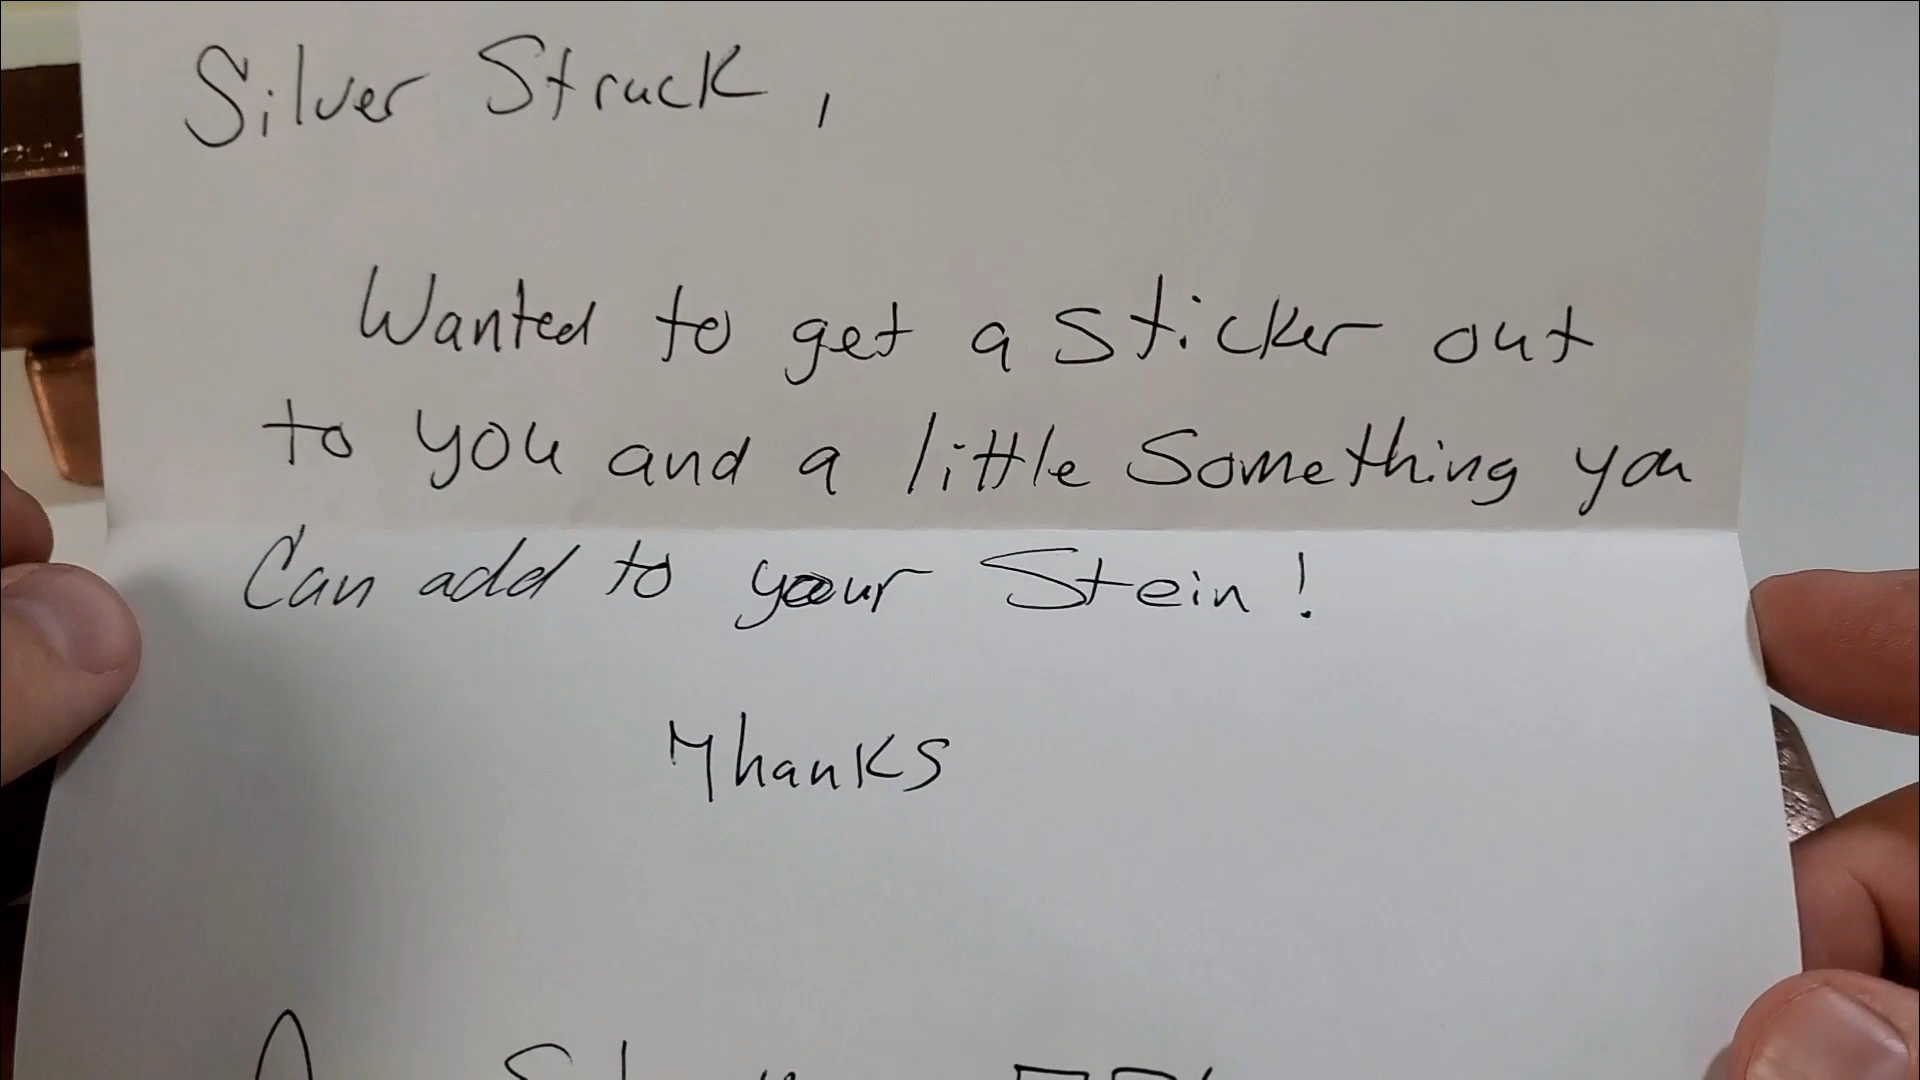 Silver Struck,
Wanted to get a sticker out
to you and a little something you
Can add to your Stein!
Thanks